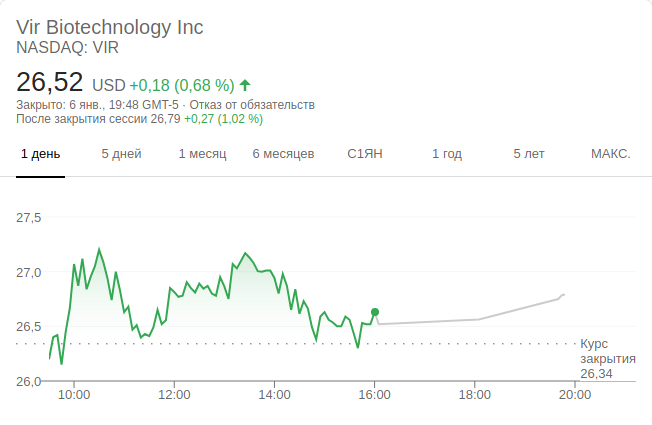 Vir Biotechnology Inc
NASDAQ: VIR
26,52 USD +0,18 (0,68 %)
Закрыто: 6 янв., 19:48 GMT-5 · Отказ от обязательств
После закрытия сессии 26,79 +0,27 (1,02 %)
1 день 5 дней 1 месяц 6 месяцев С1ЯН 1 год 5 лет МАКС.
27,5
27,0
26,5
Курс
закрытия
26,34
26,0
10:00 12:00 14:00 16:00 18:00 20:00